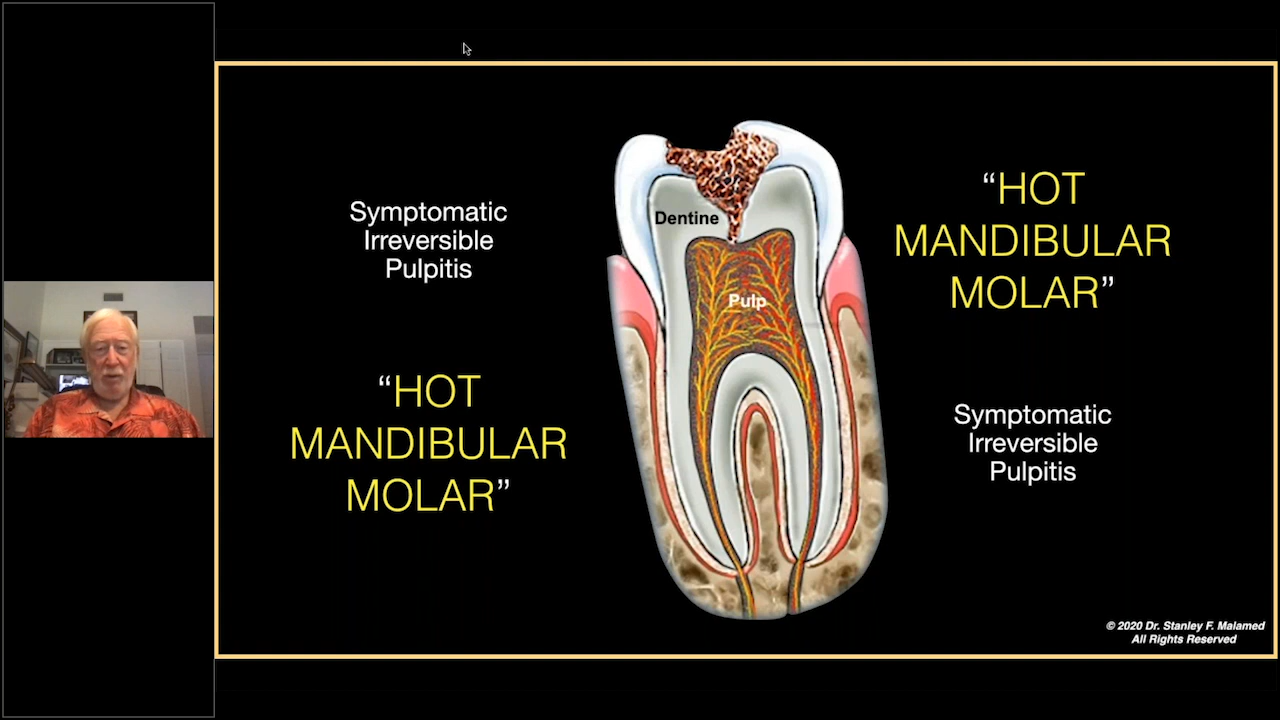 Symptomatic
Irreversible
Pulpitis
“HOT
MANDIBULAR
MOLAR”
Dentine
Pulp
“HOT
MANDIBULAR
MOLAR”
Symptomatic
Irreversible
Pulpitis
© 2020 Dr. Stanley F. Malamed
All Rights Reserved